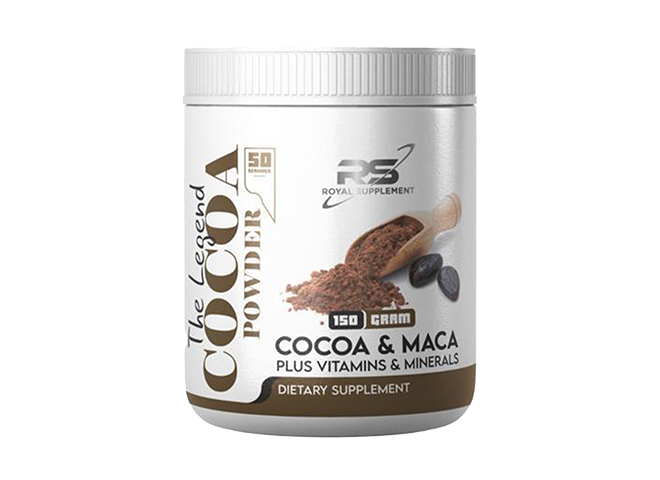 The Legend
COCOA
POWDER
50
SERVINGS
RS
ROYAL SUPPLEMENT
150 GRAM
COCOA & MACA
PLUS VITAMINS & MINERALS
DIETARY SUPPLEMENT